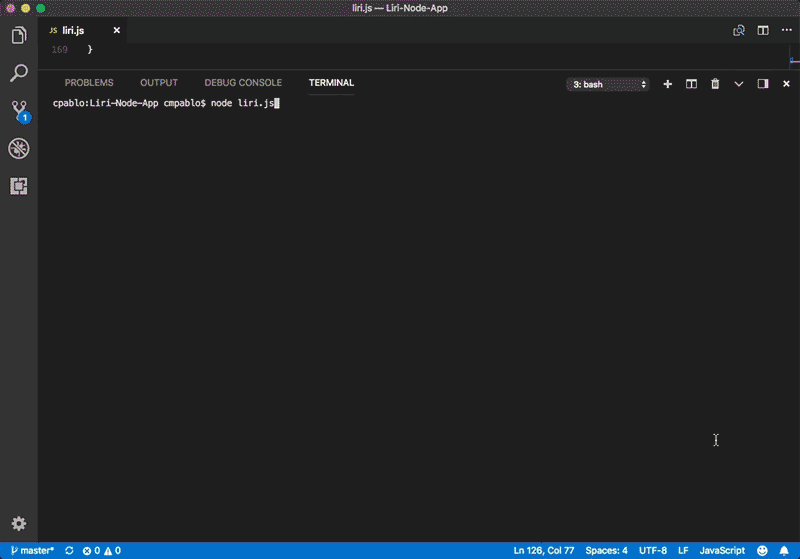 liri.js — Liri-Node-App
JS liri.js
169 }
PROBLEMS OUTPUT DEBUG CONSOLE TERMINAL 3: bash
cpablo:Liri-Node-App cmpablo$ node liri.js
1
master* 0 0 Ln 126, Col 77 Spaces: 4 UTF-8 LF JavaScript